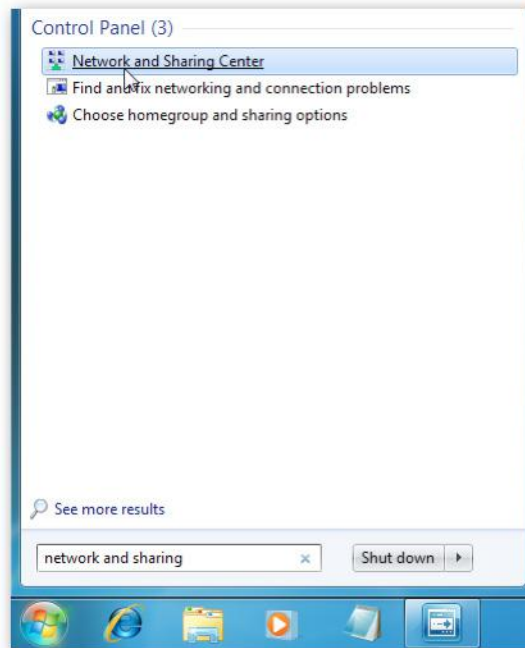 Control Panel (3)
Network and Sharing Center
Find and fix networking and connection problems
Choose homegroup and sharing options
See more results
network and sharing
Shut down